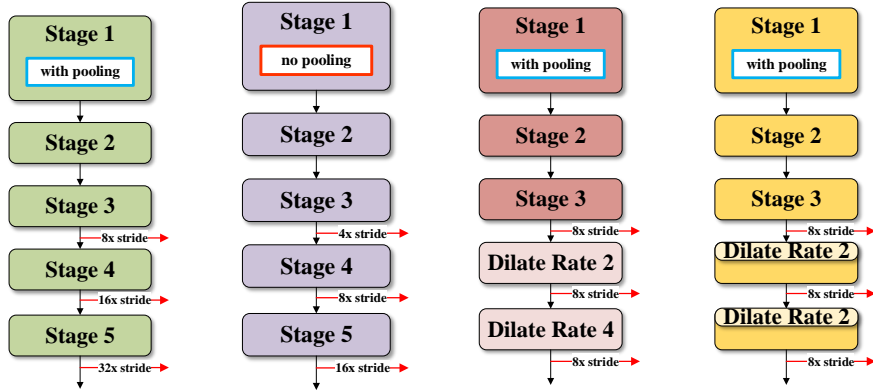 Stage 1
with pooling
Stage 2
Stage 3
8x stride
Stage 4
16x stride
Stage 5
32x stride
Stage 1
no pooling
Stage 2
Stage 3
4x stride
Stage 4
8x stride
Stage 5
16x stride
Stage 1
with pooling
Stage 2
Stage 3
8x stride
Dilate Rate 2
8x stride
Dilate Rate 4
8x stride
Stage 1
with pooling
Stage 2
Stage 3
8x stride
Dilate Rate 2
8x stride
Dilate Rate 2
8x stride